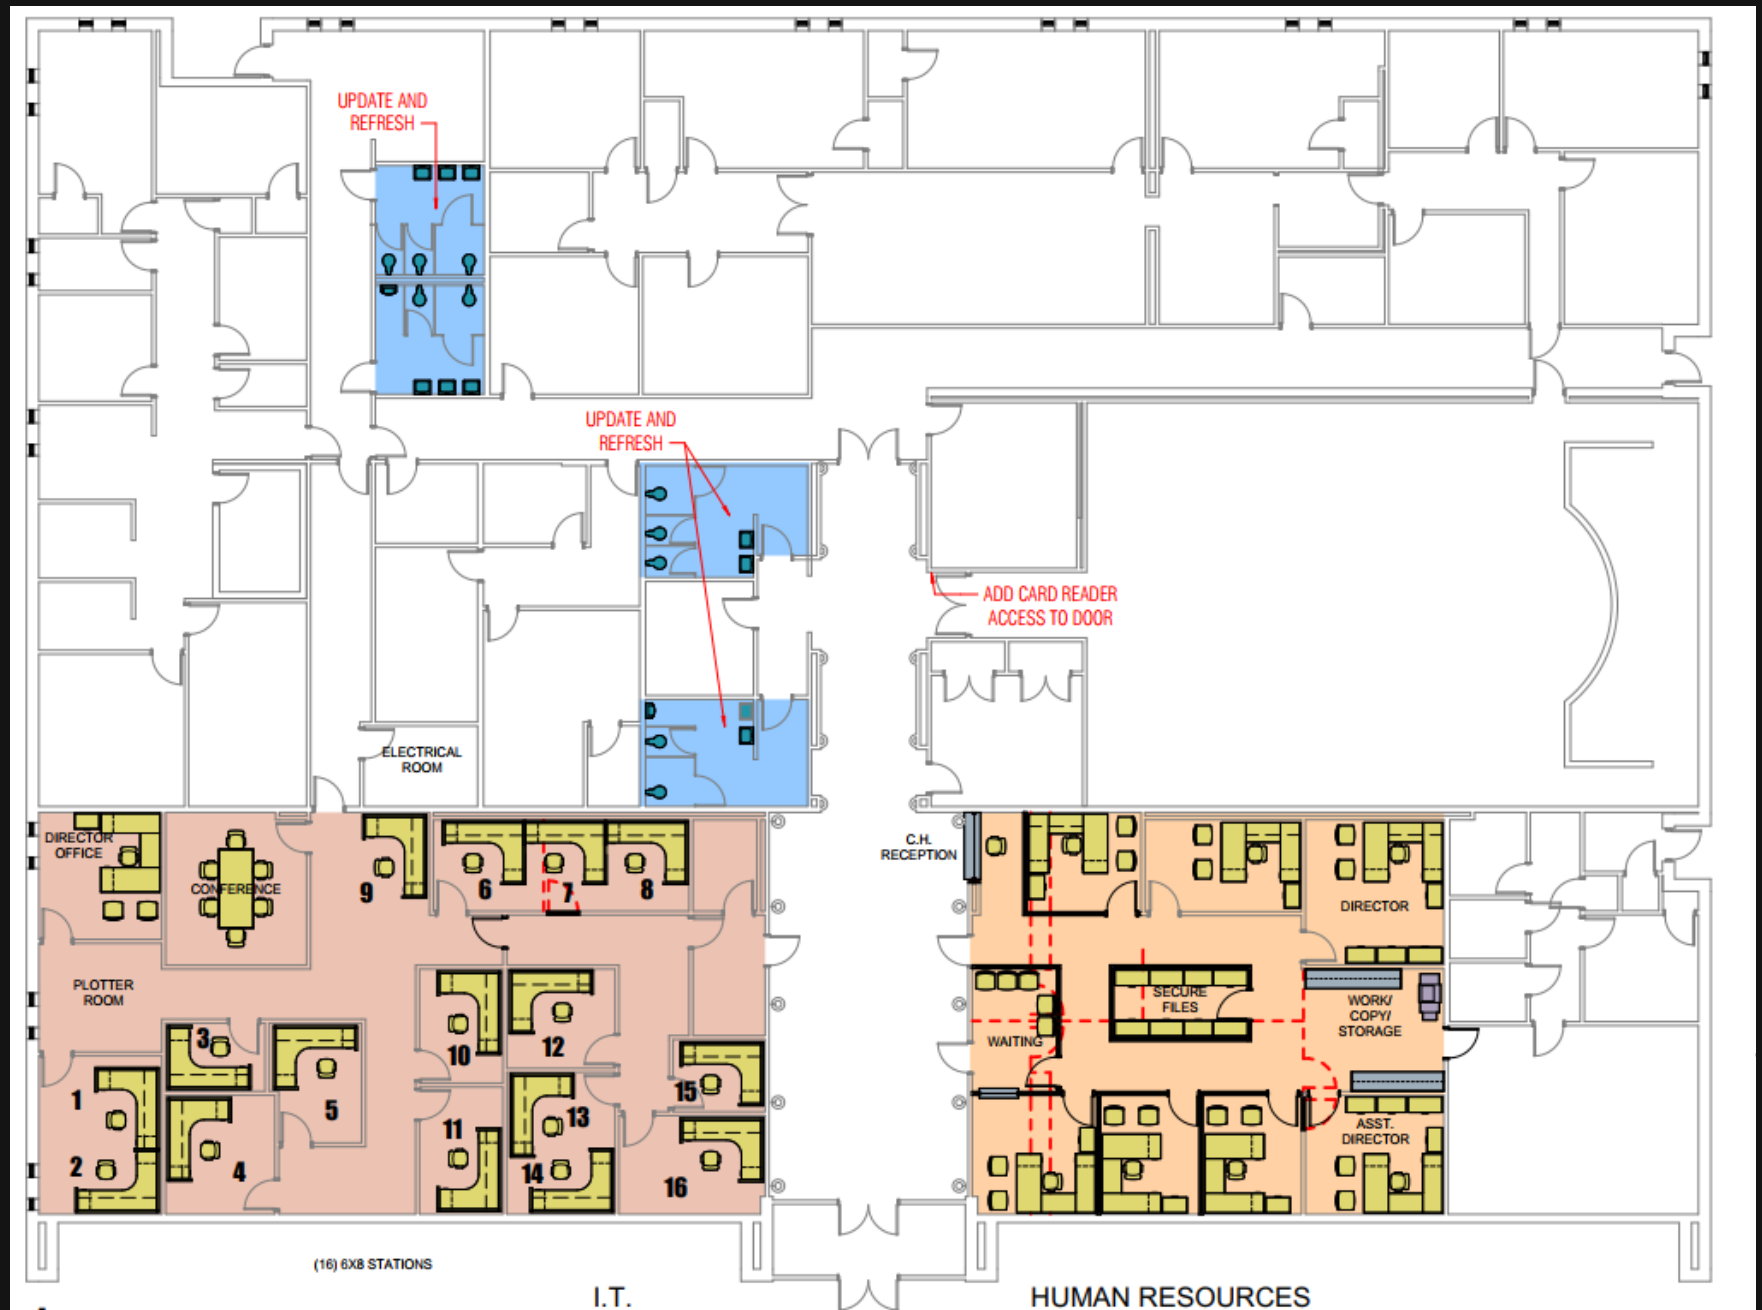 UPDATE AND
REFRESH
UPDATE AND
REFRESH
ADD CARD READER
ACCESS TO DOOR
ELECTRICAL
ROOM
DIRECTOR
OFFICE
CONFERENCE
9
6
7
8
C.H.
RECEPTION
DIRECTOR
PLOTTER
ROOM
SECURE
FILES
WORK/
COPY/
STORAGE
WAITING
3
10
12
1
5
15
11
13
2
4
14
16
ASST.
DIRECTOR
(16) 6X8 STATIONS
I.T.
HUMAN RESOURCES